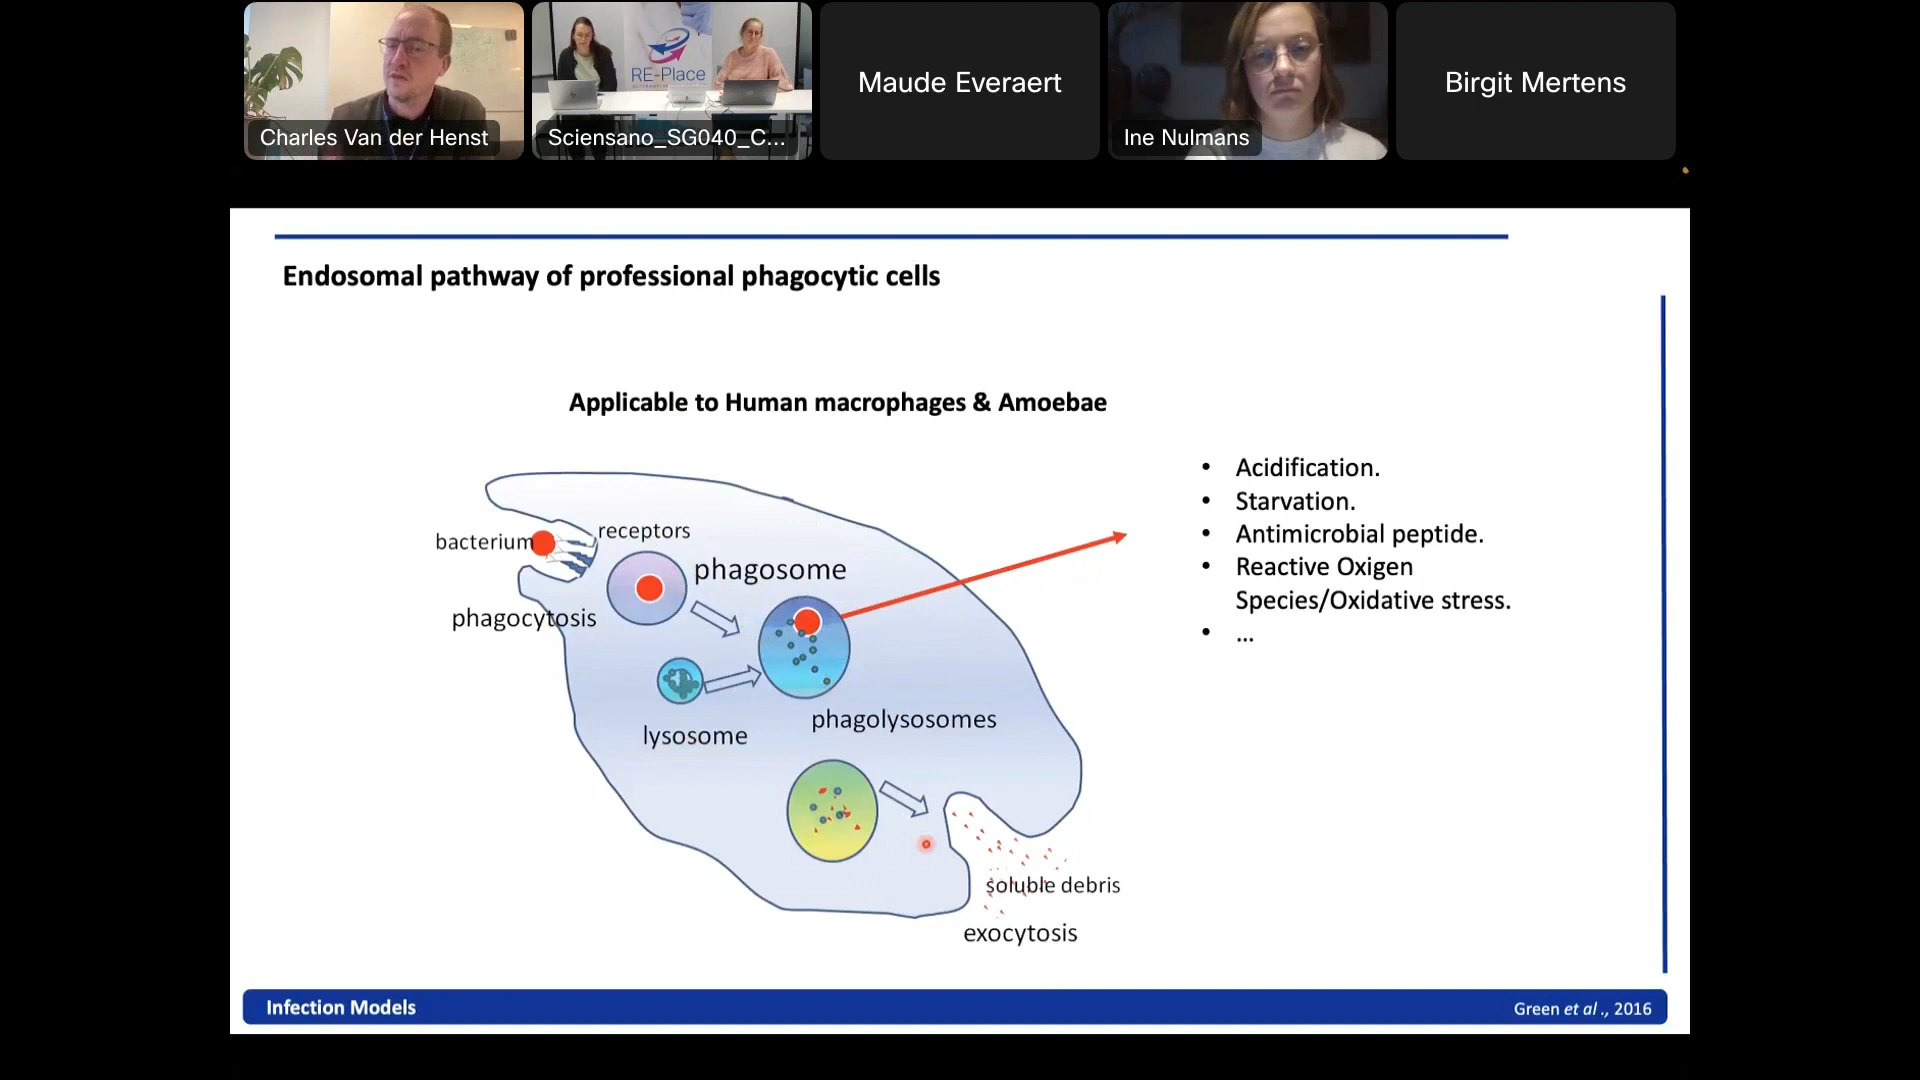 Charles Van der Henst
Sciensano_SG040_C...
RE-Place
Maude Everaert
Ine Nulmans
Birgit Mertens
Endosomal pathway of professional phagocytic cells
Applicable to Human macrophages & Amoebae
bacterium
receptors
phagosome
phagocytosis
lysosome
phagolysosomes
soluble debris
exocytosis
• Acidification.
• Starvation.
• Antimicrobial peptide.
• Reactive Oxigen
Species/Oxidative stress.
• ...
Infection Models
Green et al ., 2016